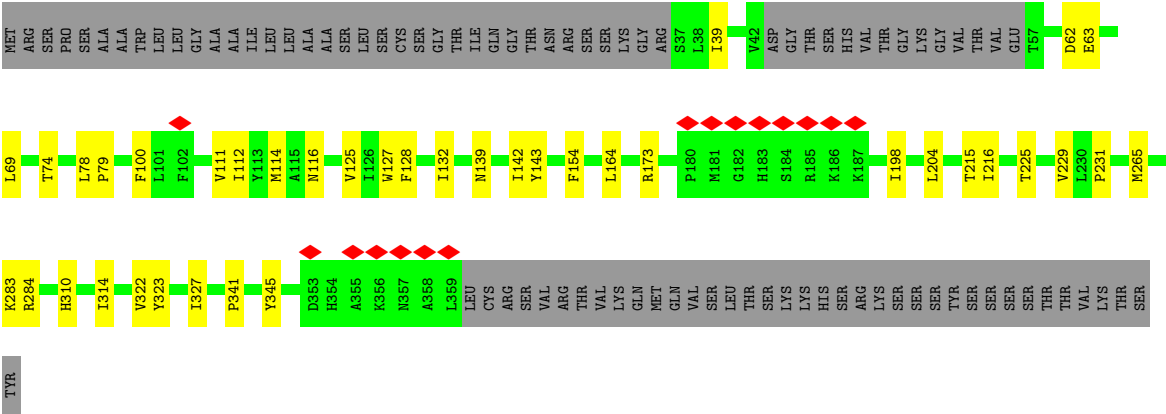 MET ARG SER PRO SER ALA ALA TRP LEU LEU GLY ALA ALA ILE LEU LEU ALA ALA SER LEU SER CYS SER GLY THR ILE GLN GLY THR ASN ARG SER SER LYS GLY ARG S37 L38 I39 V42 ASP GLY THR SER HIS VAL THR GLY LYS GLY VAL THR VAL GLU T57 D62 E63
L69 T74 L78 P79 F100 L101 F102 V111 I112 Y113 M114 A115 N116 V125 I126 W127 F128 I132 N139 I142 Y143 F154 L164 R173 P180 M181 G182 H183 S184 R185 K186 K187 I198 L204 T215 I216 T225 V229 L230 P231 M265
K283 R284 H310 I314 V322 Y323 I327 P341 Y345 D353 H354 A355 K356 N357 A358 L359 LEU CYS ARG SER VAL ARG THR VAL LYS GLN MET GLN VAL SER LEU THR SER LYS LYS HIS SER ARG LYS SER SER SER TYR SER SER SER SER THR THR VAL LYS THR SER
TYR